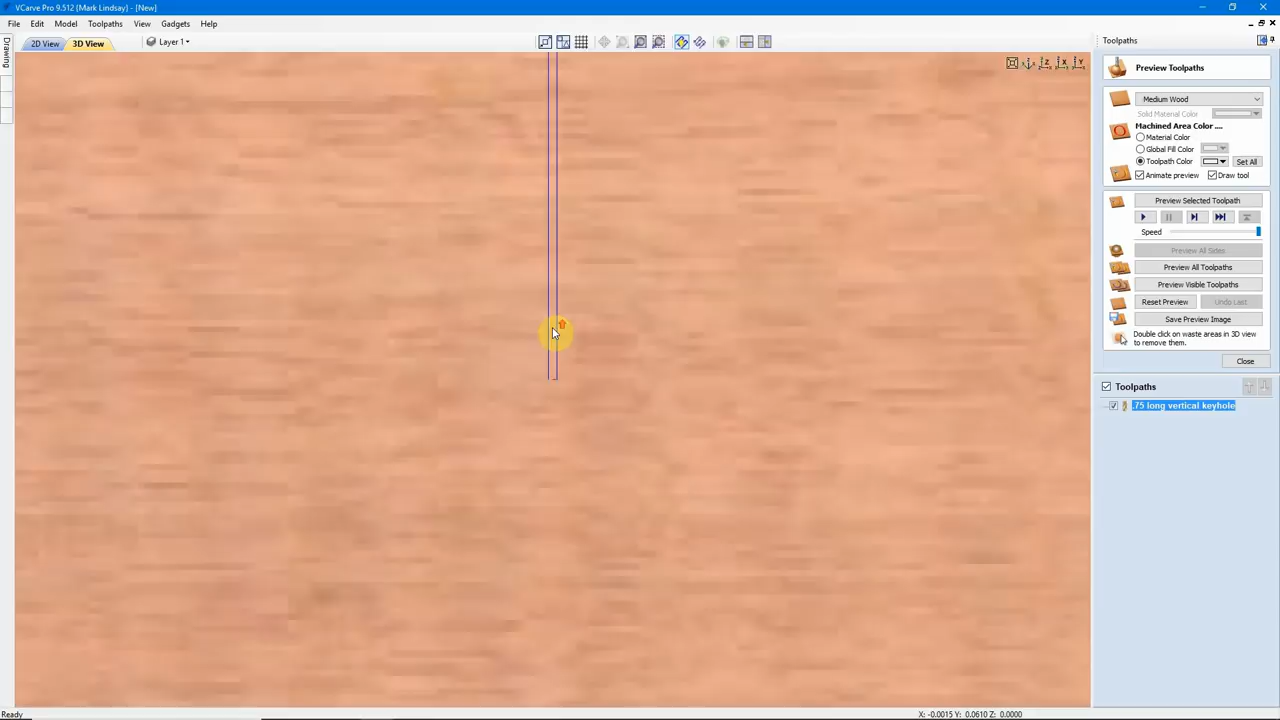 VCarve Pro 9.512 {Mark Lindsay} - [New]
File Edit Model Toolpaths View Gadgets Help
2D View 3D View Layer 1
Drawing
Toolpaths
Preview Toolpaths
Medium Wood
Solid Material Color
Machined Area Color ....
Material Color
Global Fill Color
Toolpath Color Set All
Animate preview Draw tool
Preview Selected Toolpath
Speed
Preview All Sides
Preview All Toolpaths
Preview Visible Toolpaths
Reset Preview Undo Last
Save Preview Image
Double click on waste areas in 3D view
to remove them.
Close
Toolpaths
.75 long vertical keyhole
Ready
X: -0.0015 Y: 0.0610 Z: 0.0000